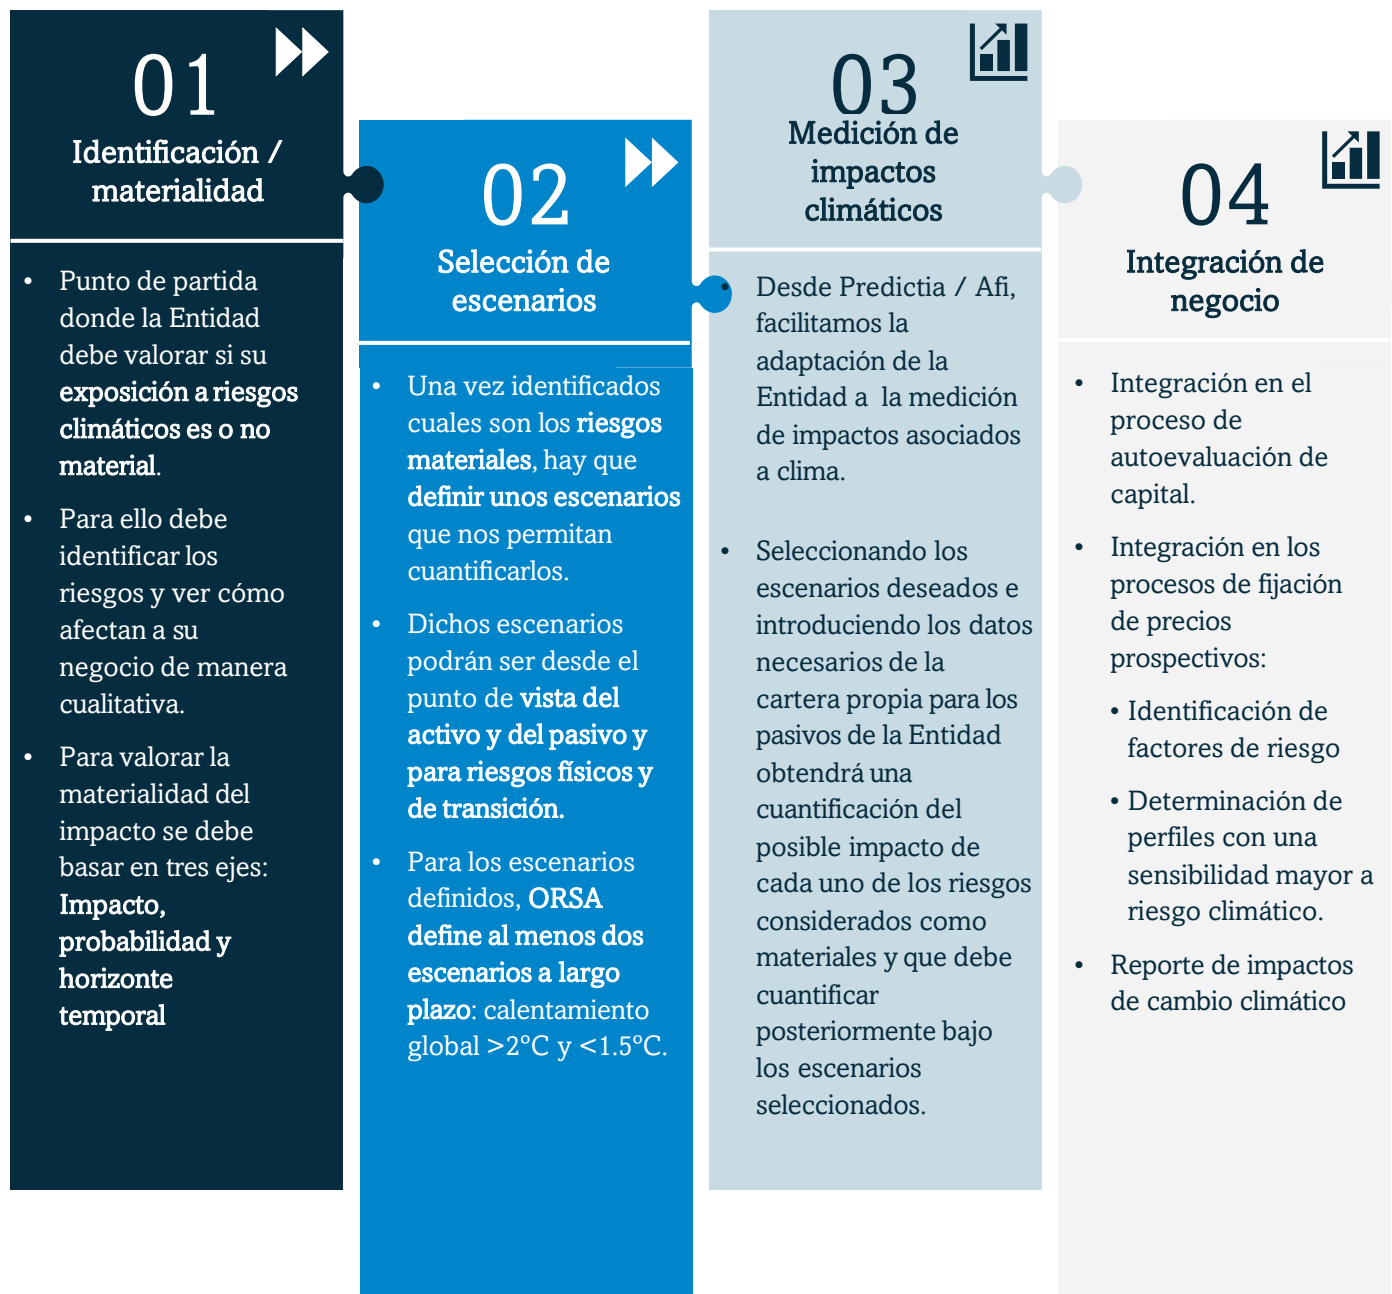 01
Identificación /
materialidad
• Punto de partida
donde la Entidad
debe valorar si su
exposición a riesgos
climáticos es o no
material.
• Para ello debe
identificar los
riesgos y ver cómo
afectan a su
negocio de manera
cualitativa.
• Para valorar la
materialidad del
impacto se debe
basar en tres ejes:
Impacto,
probabilidad y
horizonte
temporal
02
Selección de
escenarios
• Una vez identificados
cuales son los riesgos
materiales, hay que
definir unos escenarios
que nos permitan
cuantificarlos.
• Dichos escenarios
podrán ser desde el
punto de vista del
activo y del pasivo y
para riesgos físicos y
de transición.
• Para los escenarios
definidos, ORSA
define al menos dos
escenarios a largo
plazo: calentamiento
global >2°C y <1.5°C.
03
Medición de
impactos
climáticos
• Desde Predictia / Afi,
facilitamos la
adaptación de la
Entidad a la medición
de impactos asociados
a clima.
• Seleccionando los
escenarios deseados e
introduciendo los datos
necesarios de la
cartera propia para los
pasivos de la Entidad
obtendrá una
cuantificación del
posible impacto de
cada uno de los riesgos
considerados como
materiales y que debe
cuantificar
posteriormente bajo
los escenarios
seleccionados.
04
Integración de
negocio
• Integración en el
proceso de
autoevaluación de
capital.
• Integración en los
procesos de fijación
de precios
prospectivos:
• Identificación de
factores de riesgo
• Determinación de
perfiles con una
sensibilidad mayor a
riesgo climático.
• Reporte de impactos
de cambio climático